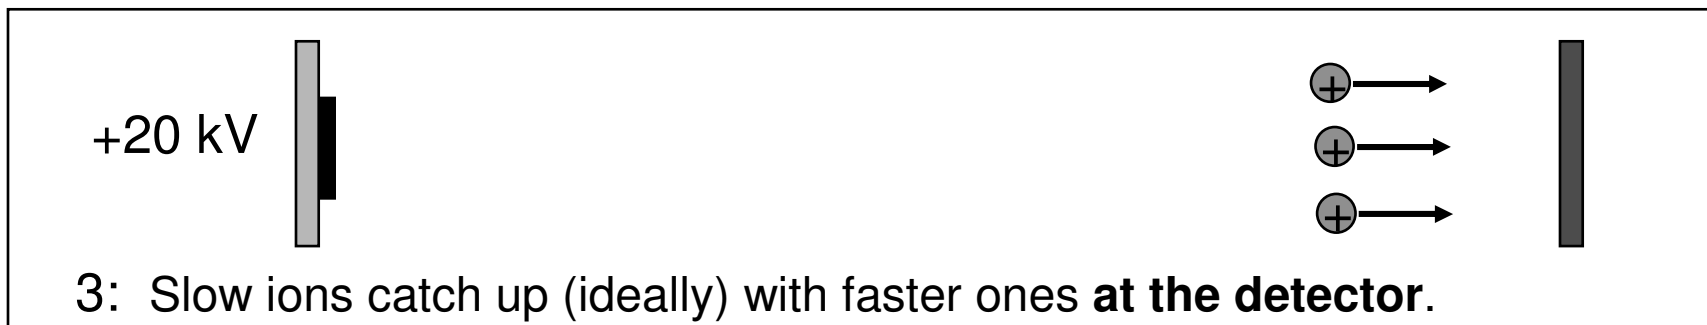 +20 kV
+
+
+
3: Slow ions catch up (ideally) with faster ones at the detector.